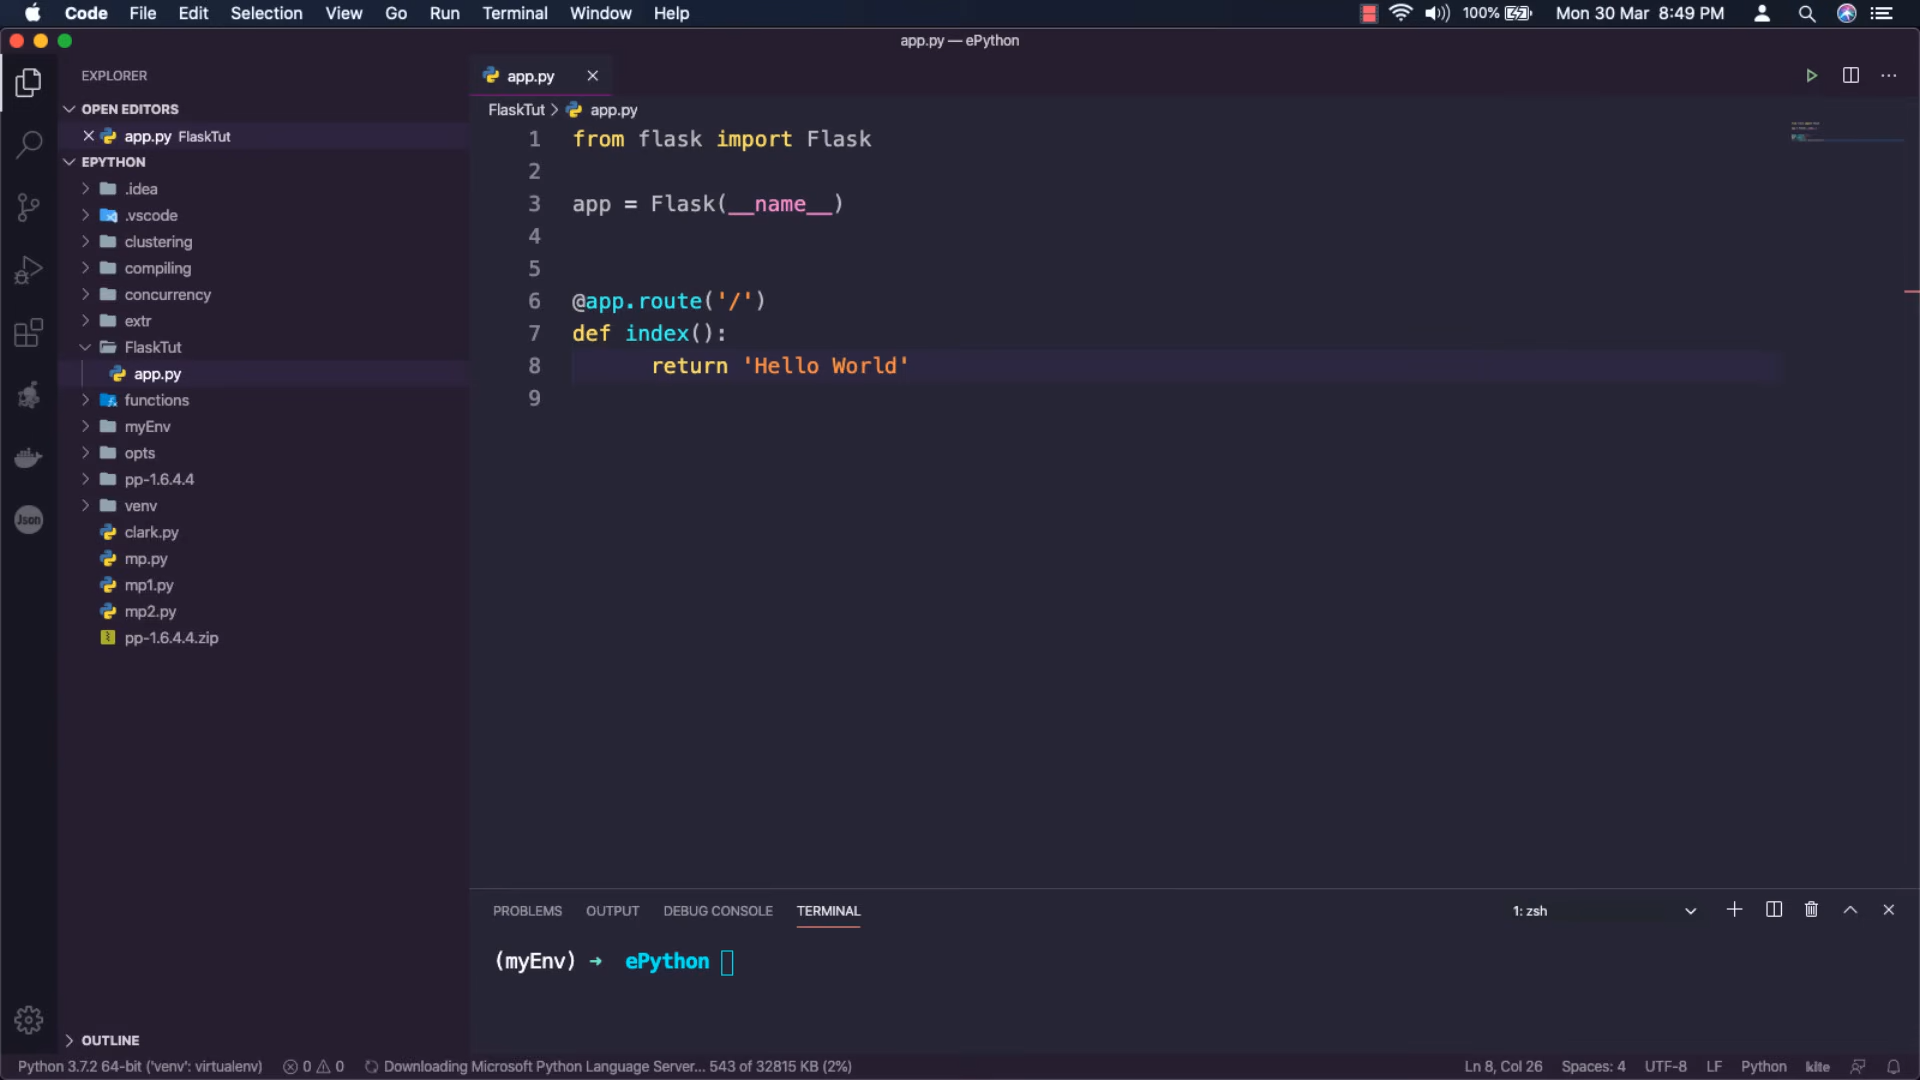 Code File Edit Selection View Go Run Terminal Window Help 100% Mon 30 Mar 8:49 PM
app.py — ePython
EXPLORER
OPEN EDITORS
app.py FlaskTut
EPYTHON
.idea
.vscode
clustering
compiling
concurrency
extr
FlaskTut
app.py
functions
myEnv
opts
pp-1.6.4.4
venv
clark.py
mp.py
mp1.py
mp2.py
pp-1.6.4.4.zip
OUTLINE
Json
app.py
FlaskTut > app.py
1 from flask import Flask
2
3 app = Flask(__name__)
4
5
6 @app.route('/')
7 def index():
8 return 'Hello World'
9
PROBLEMS OUTPUT DEBUG CONSOLE TERMINAL 1: zsh
(myEnv) → ePython
Python 3.7.2 64-bit ('venv': virtualenv) 0 0 Downloading Microsoft Python Language Server... 543 of 32815 KB (2%) Ln 8, Col 26 Spaces: 4 UTF-8 LF Python kite